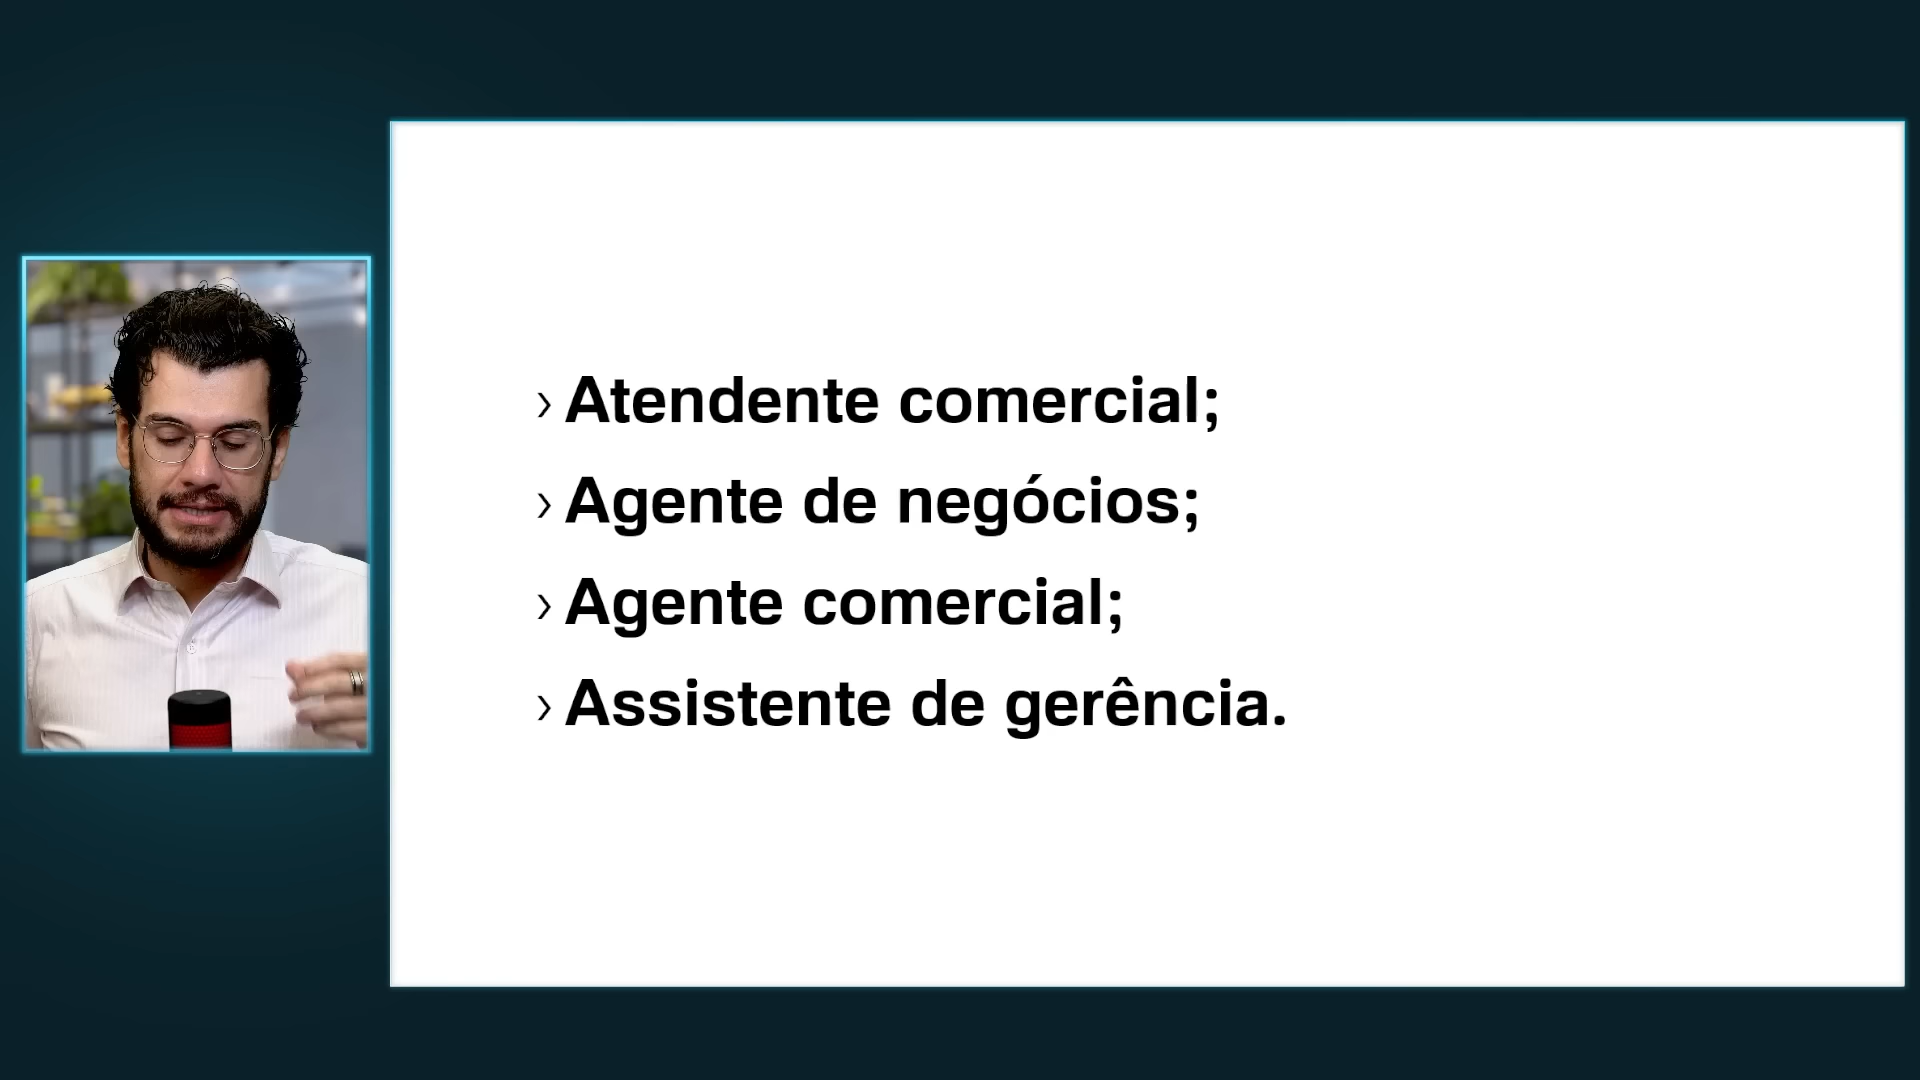 › Atendente comercial;
› Agente de negócios;
› Agente comercial;
› Assistente de gerência.